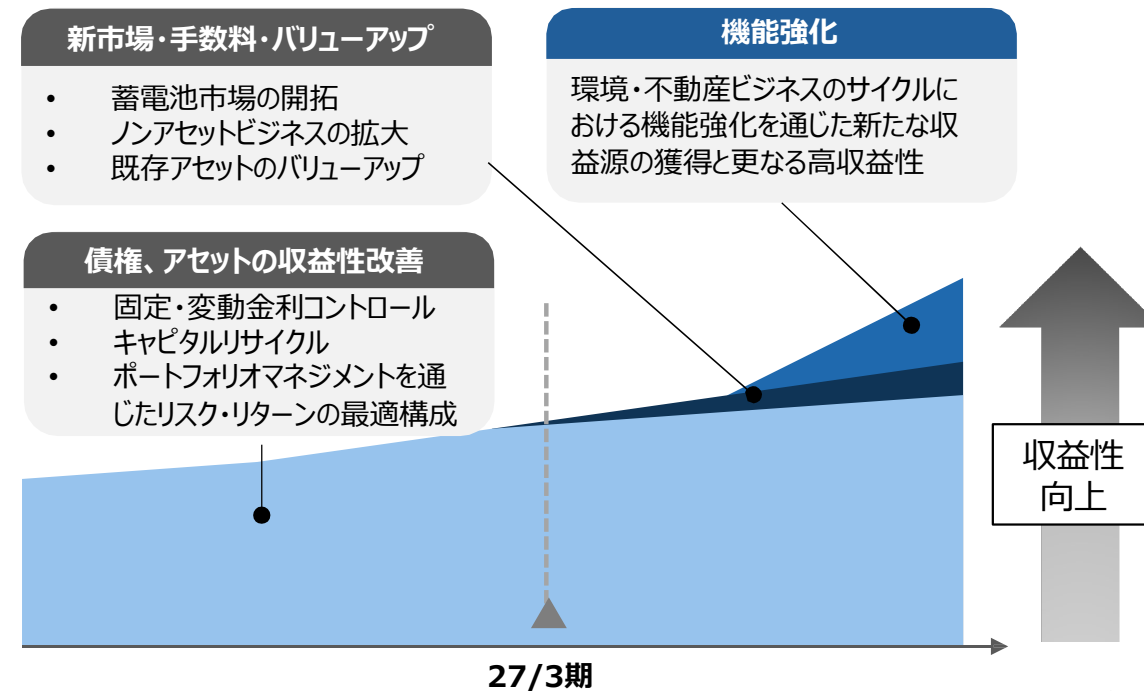 新市場・手数料・バリューアップ
• 蓄電池市場の開拓
• ノンアセットビジネスの拡大
• 既存アセットのバリューアップ
機能強化
環境・不動産ビジネスのサイクルに
おける機能強化を通じた新たな収
益源の獲得と更なる高収益性
債権、アセットの収益性改善
• 固定・変動金利コントロール
• キャピタルリサイクル
• ポートフォリオマネジメントを通
じたリスク・リターンの最適構成
収益性
向上
27/3期